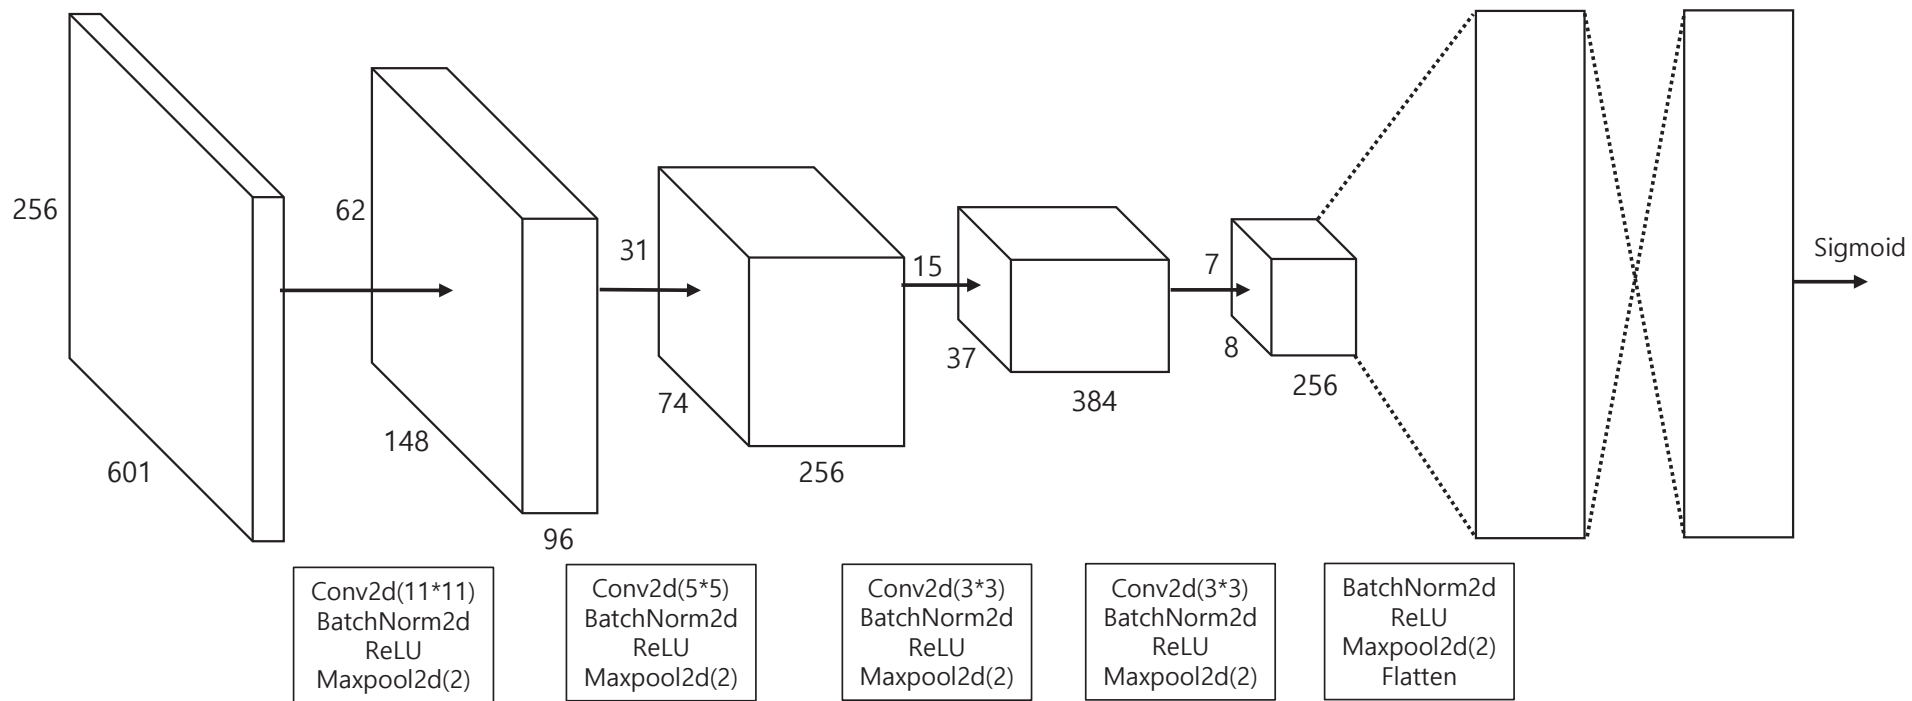 256
601
62
148
96
31
74
256
15
37
384
7
8
256
Sigmoid
Conv2d(11*11)
BatchNorm2d
ReLU
Maxpool2d(2)
Conv2d(5*5)
BatchNorm2d
ReLU
Maxpool2d(2)
Conv2d(3*3)
BatchNorm2d
ReLU
Maxpool2d(2)
Conv2d(3*3)
BatchNorm2d
ReLU
Maxpool2d(2)
BatchNorm2d
ReLU
Maxpool2d(2)
Flatten